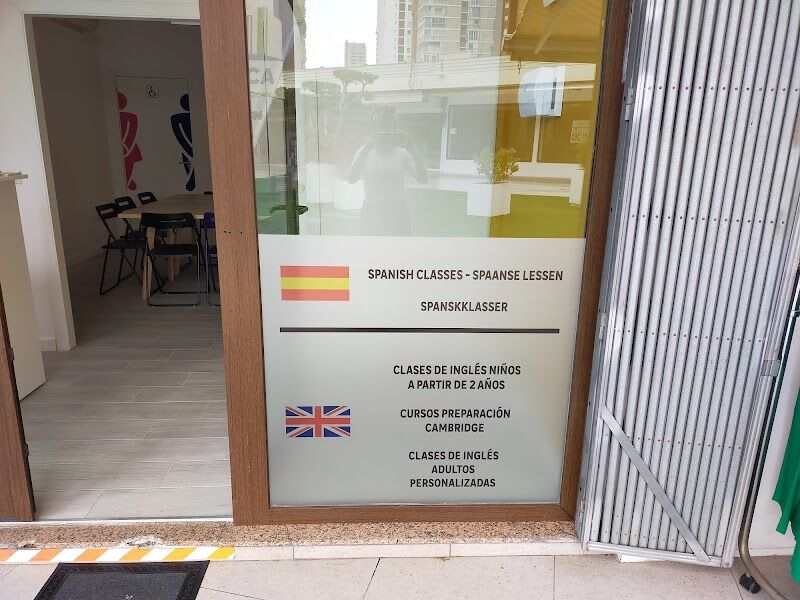 CA
SPANISH CLASSES - SPAANSE LESSEN
SPANSKKLASSER
CLASES DE INGLÉS NIÑOS
A PARTIR DE 2 AÑOS
CURSOS PREPARACIÓN
CAMBRIDGE
CLASES DE INGLÉS
ADULTOS
PERSONALIZADAS